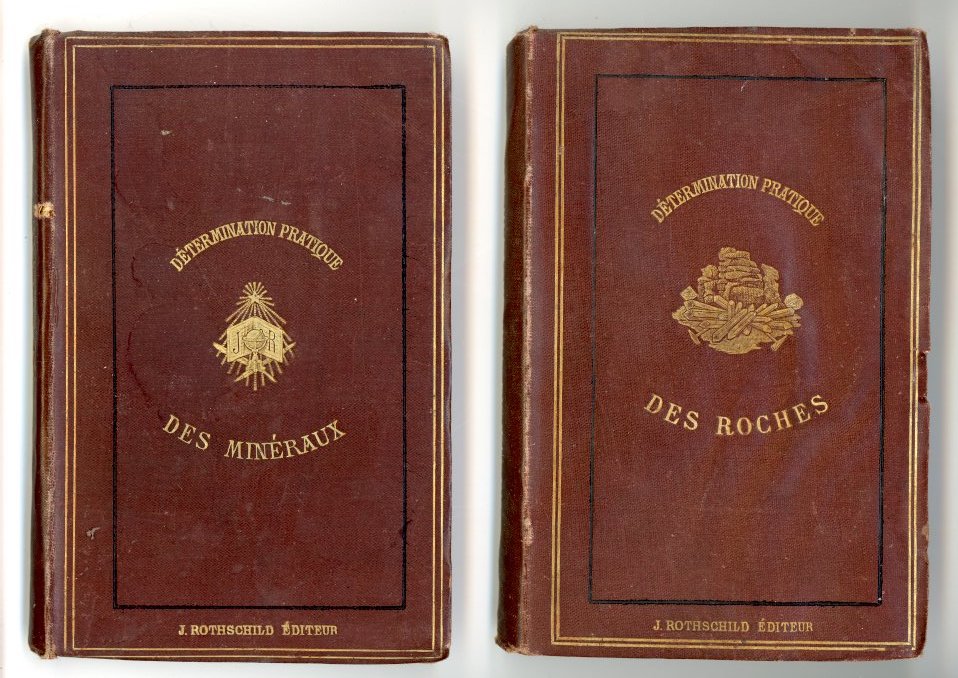 DÉTERMINATION PRATIQUE
J R
DES MINÉRAUX
J. ROTHSCHILD ÉDITEUR
DÉTERMINATION PRATIQUE
DES ROCHES
J. ROTHSCHILD ÉDITEUR